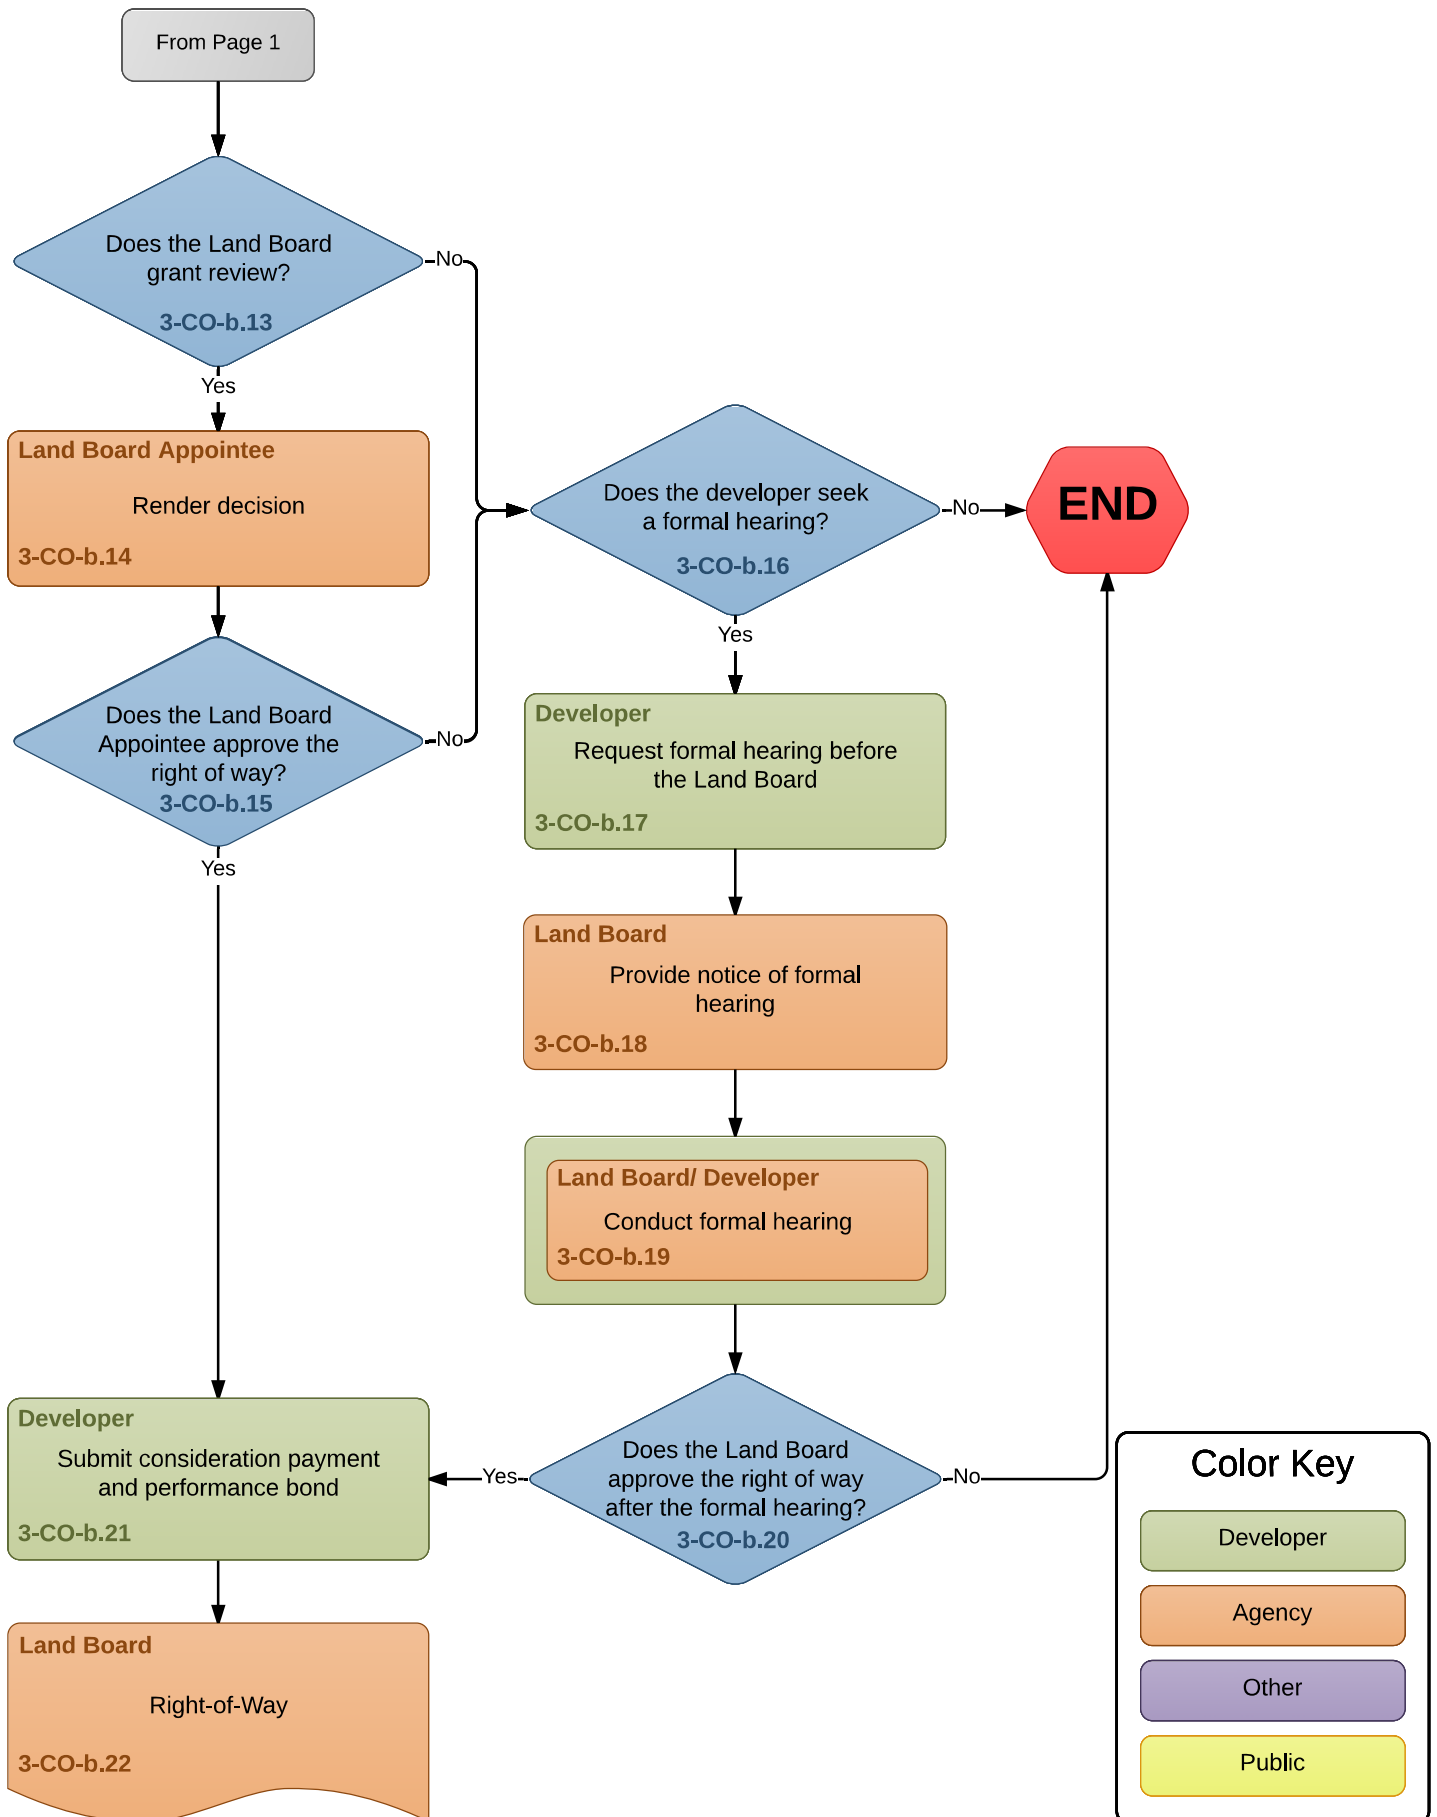 From Page 1
Does the Land Board
grant review?
3-CO-b.13
No
Yes
Land Board Appointee
Render decision
3-CO-b.14
Does the Land Board
Appointee approve the
right of way?
3-CO-b.15
No
Yes
Does the developer seek
a formal hearing?
3-CO-b.16
No
END
Yes
Developer
Request formal hearing before
the Land Board
3-CO-b.17
Land Board
Provide notice of formal
hearing
3-CO-b.18
Land Board/ Developer
Conduct formal hearing
3-CO-b.19
Does the Land Board
approve the right of way
after the formal hearing?
3-CO-b.20
Yes
No
Developer
Submit consideration payment
and performance bond
3-CO-b.21
Land Board
Right-of-Way
3-CO-b.22
Color Key
Developer
Agency
Other
Public